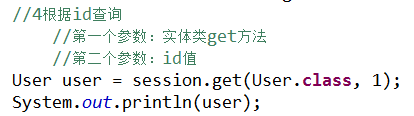 //4根据id查询
//第一个参数：实体类get方法
//第二个参数：id值
User user = session.get(User.class, 1);
System.out.println(user);